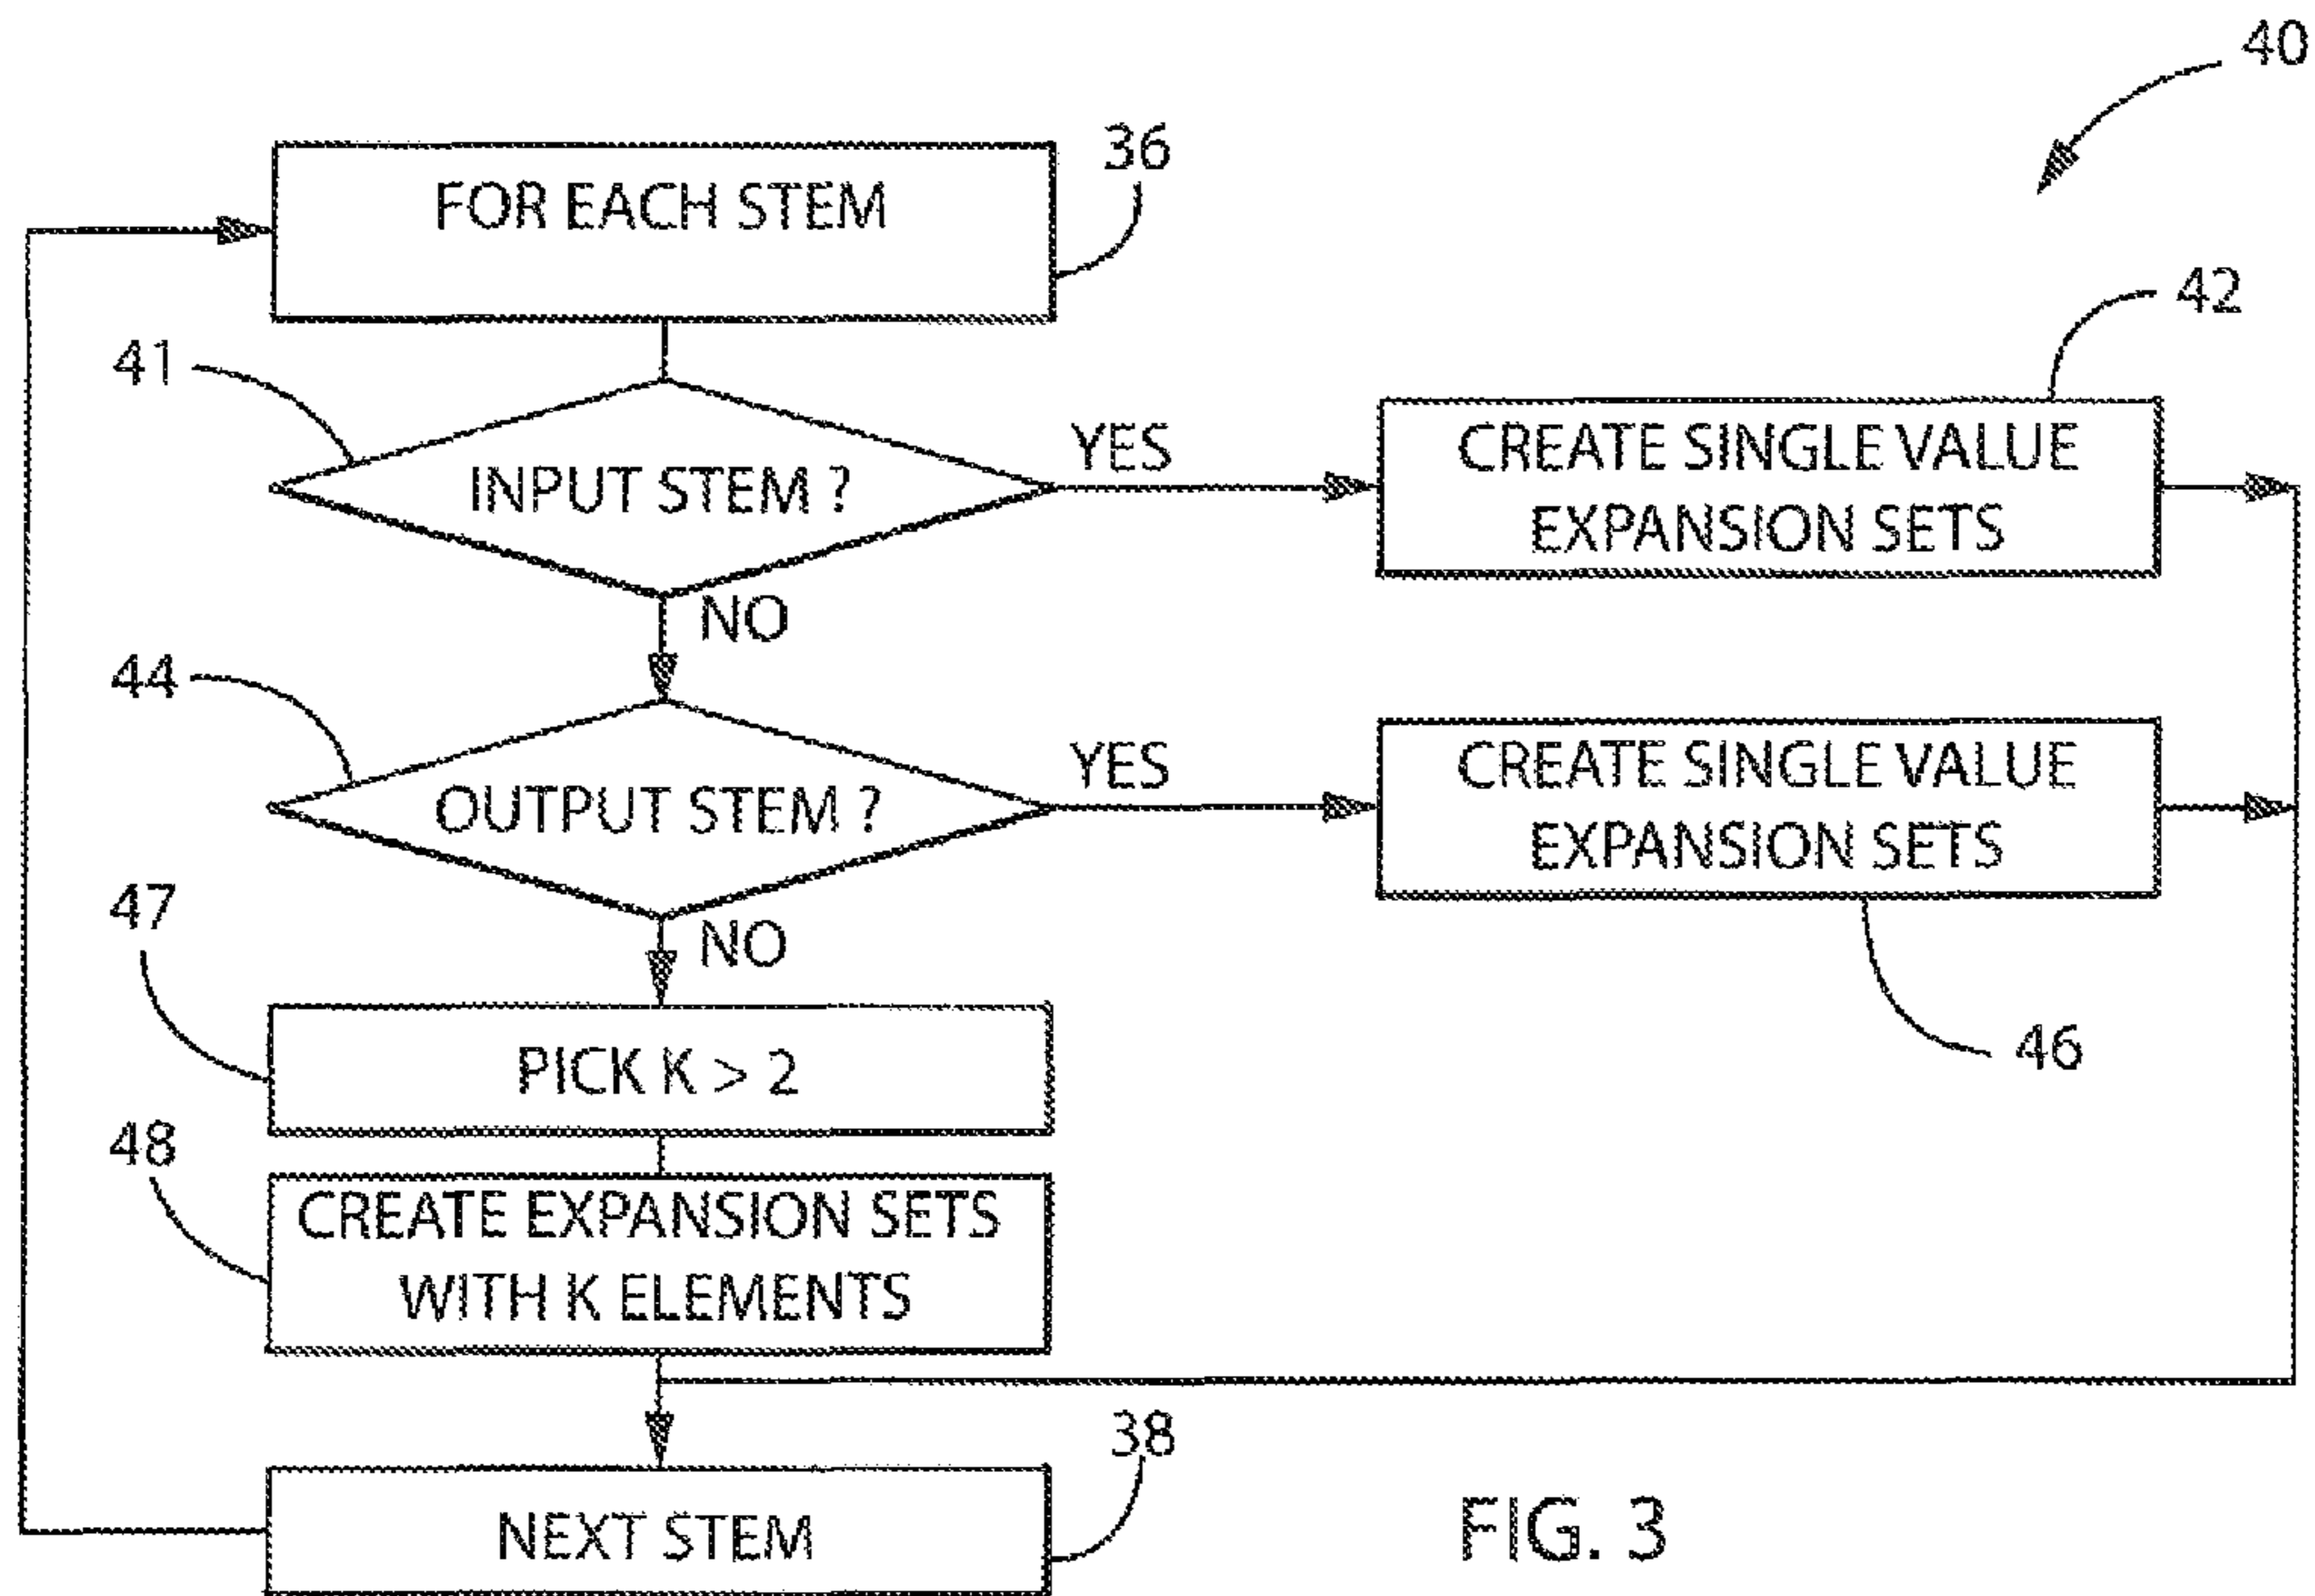 40
FOR EACH STEM
36
41
INPUT STEM ?
YES
42
CREATE SINGLE VALUE
EXPANSION SETS
NO
44
OUTPUT STEM ?
YES
CREATE SINGLE VALUE
EXPANSION SETS
46
NO
47
PICK K > 2
48
CREATE EXPANSION SETS
WITH K ELEMENTS
38
NEXT STEM
FIG. 3